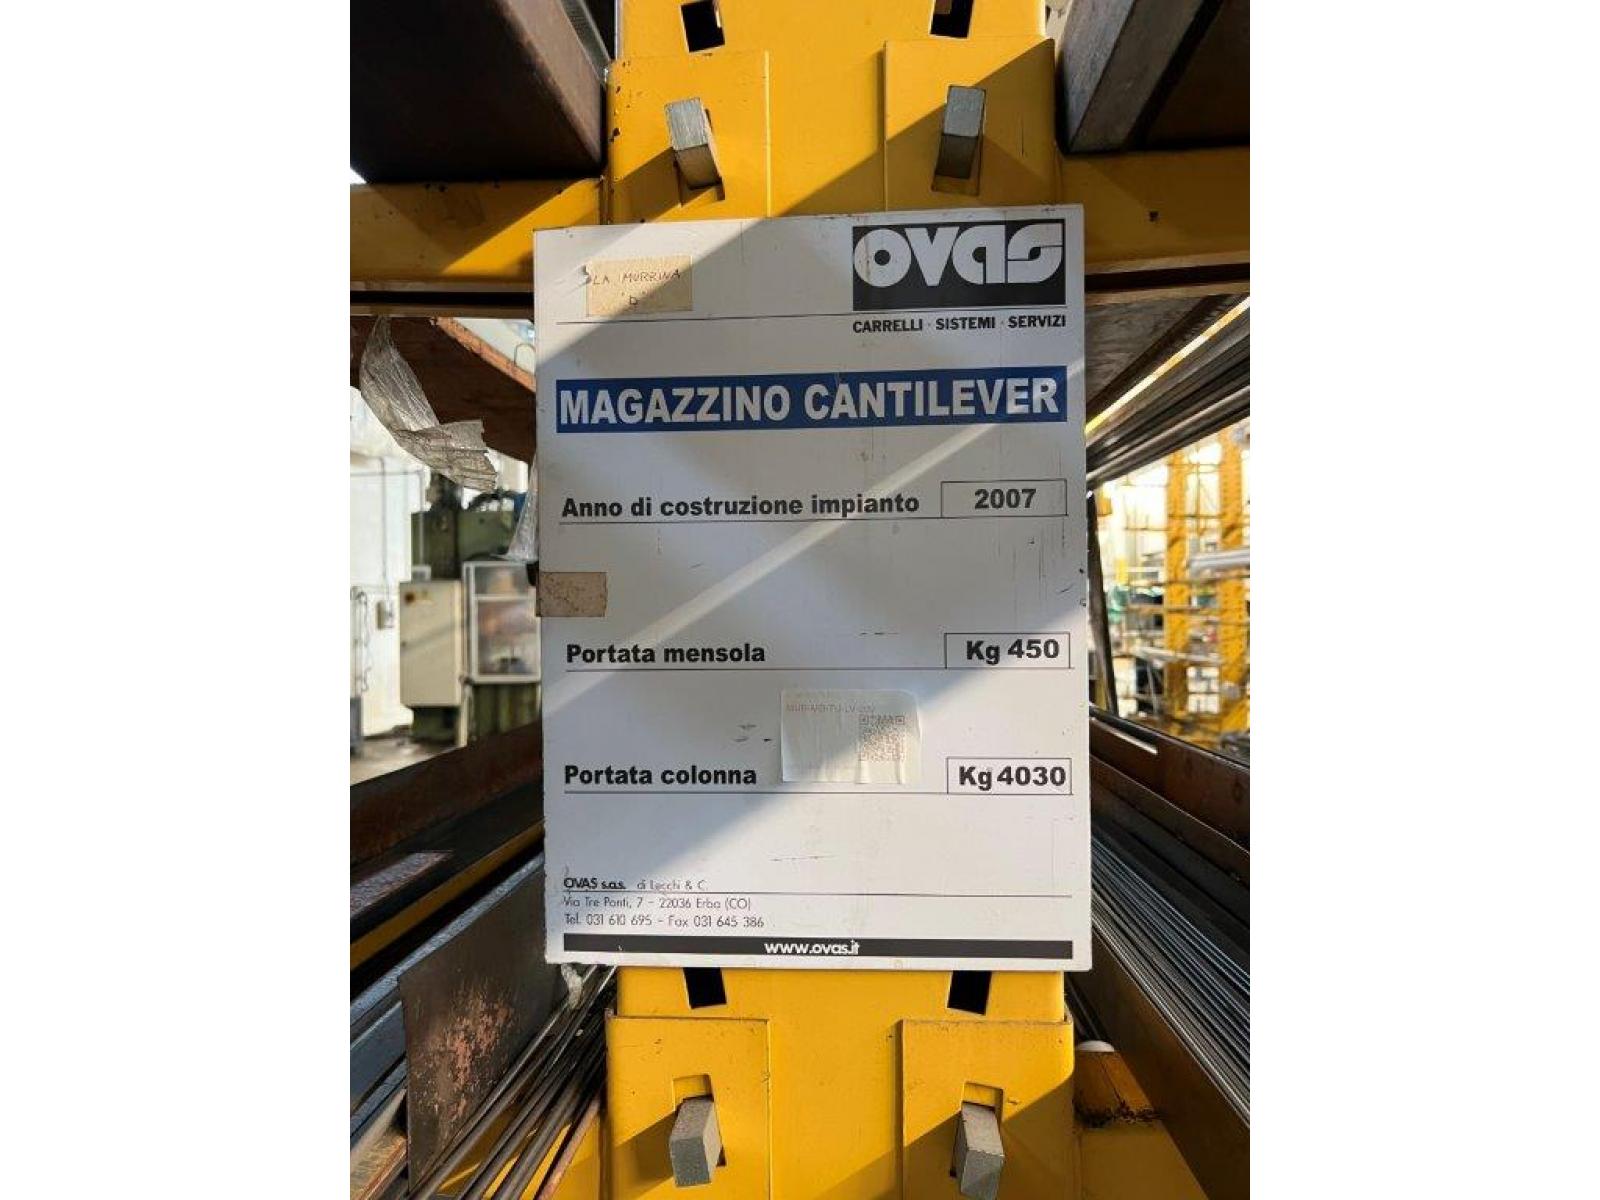 LA MURRINA
"D"
OVAS
CARRELLI · SISTEMI · SERVIZI
MAGAZZINO CANTILEVER
Anno di costruzione impianto 2007
Portata mensola Kg 450
Portata colonna Kg 4030
OVAS s.a.s. di Lecchi & C.
Via Tre Ponti, 7 - 22036 Erba (CO)
Tel. 031 610 695 - Fax 031 645 386
www.ovas.it